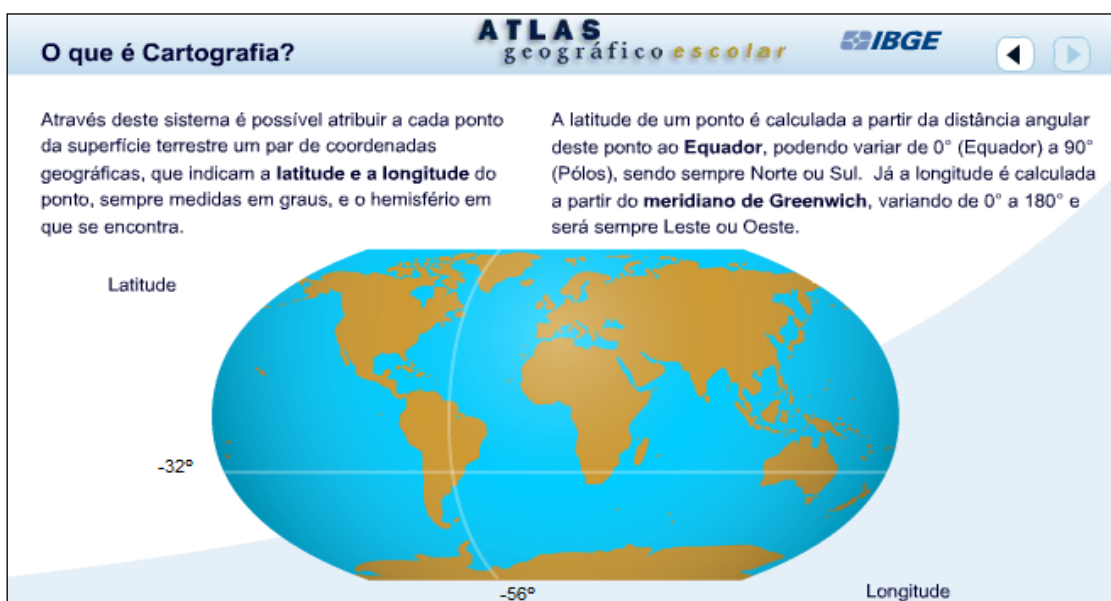 O que é Cartografia?
ATLAS
geográfico escolar
IBGE
Através deste sistema é possível atribuir a cada ponto
da superfície terrestre um par de coordenadas
geográficas, que indicam a latitude e a longitude do
ponto, sempre medidas em graus, e o hemisfério em
que se encontra.
A latitude de um ponto é calculada a partir da distância angular
deste ponto ao Equador, podendo variar de 0° (Equador) a 90°
(Pólos), sendo sempre Norte ou Sul. Já a longitude é calculada
a partir do meridiano de Greenwich, variando de 0° a 180° e
será sempre Leste ou Oeste.
Latitude
-32º
-56º
Longitude